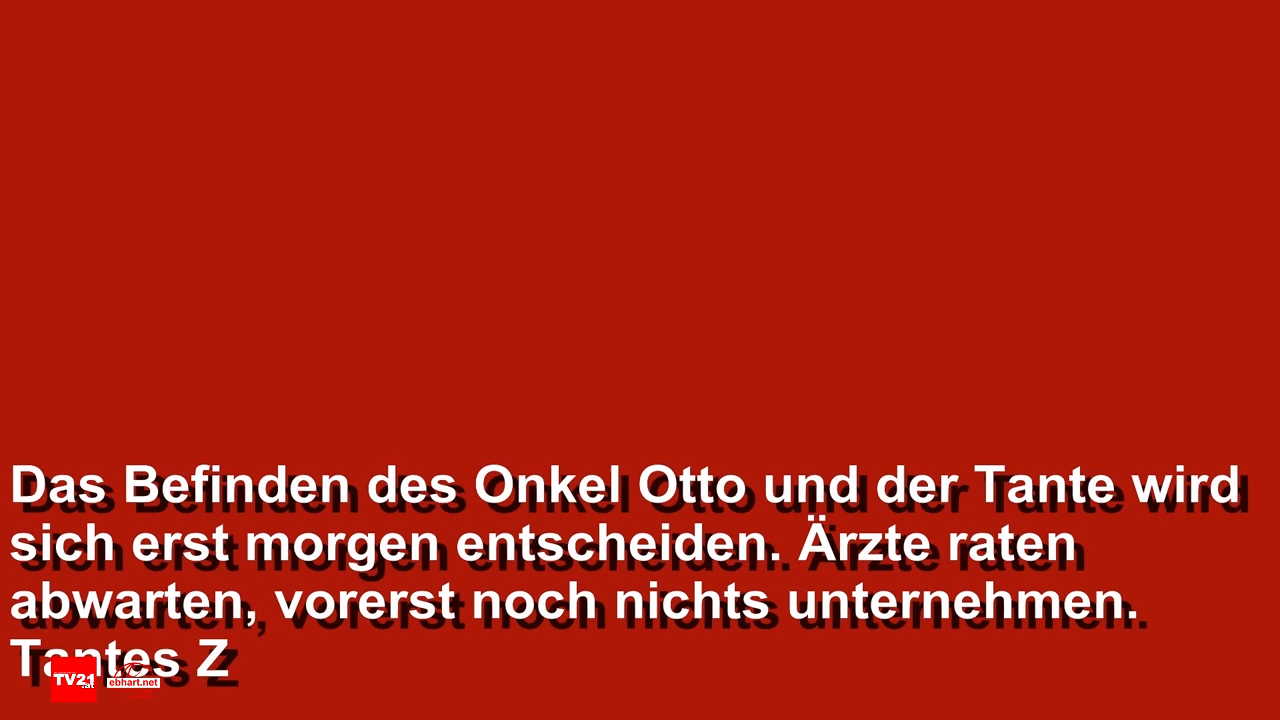 Das Befinden des Onkel Otto und der Tante wird
sich erst morgen entscheiden. Ärzte raten
abwarten, vorerst noch nichts unternehmen.
Tantes Z
TV21
.at
ebhart.net